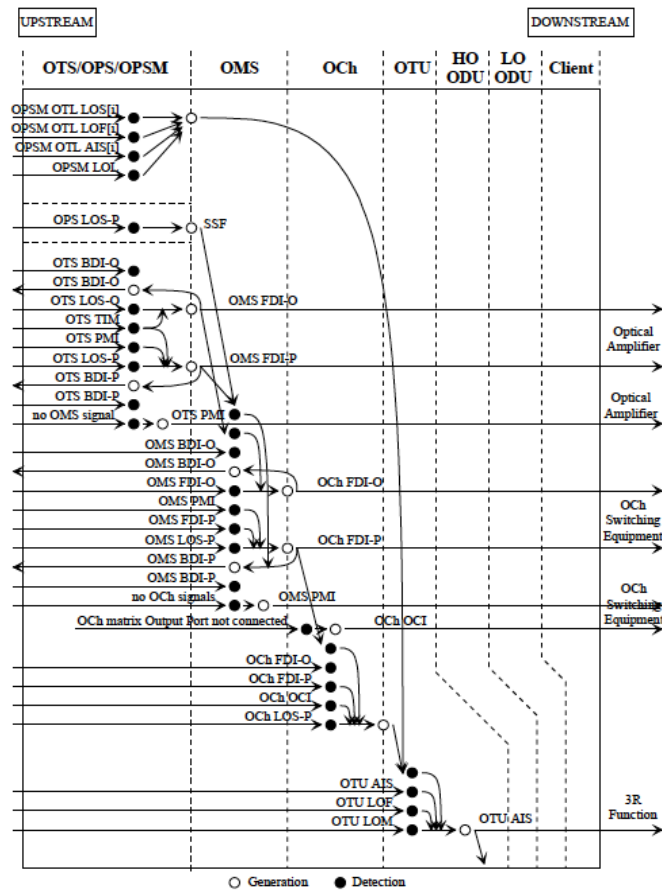 UPSTREAM
DOWNSTREAM
OTS/OPS/OPSM
OMS
OCh
OTU
HO
ODU
LO
ODU
Client
OPSM OTL LOS[i]
OPSM OTL LOF[i]
OPSM OTL AIS[i]
OPSM LOL
OPS LOS-P
SSF
OTS BDI-O
OTS BDI-O
OTS LOS-O
OMS FDI-O
OTS TIM
OTS PMI
Optical
Amplifier
OTS LOS-P
OMS FDI-P
OTS BDI-P
OTS BDI-P
no OMS signal
OTS PMI
Optical
Amplifier
OMS BDI-O
OMS BDI-O
OMS FDI-O
OCh FDI-O
OMS PMI
OMS FDI-P
OCh
Switching
Equipment
OMS LOS-P
OCh FDI-P
OMS BDI-P
OMS BDI-P
no OCh signals
OMS PMI
OCh
Switching
Equipment
OCh matrix Output Port not connected
OCh OCI
OCh FDI-O
OCh FDI-P
OCh OCI
OCh LOS-P
OTU AIS
OTU LOF
OTU LOM
OTU AIS
3R
Function
Generation
Detection